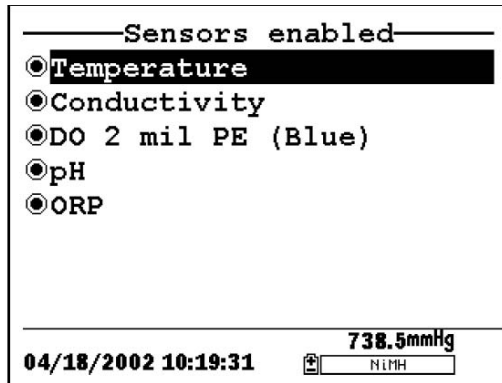 Sensors enabled
Temperature
Conductivity
DO 2 mil PE (Blue)
pH
ORP
738.5mmHg
04/18/2002 10:19:31
NiMH